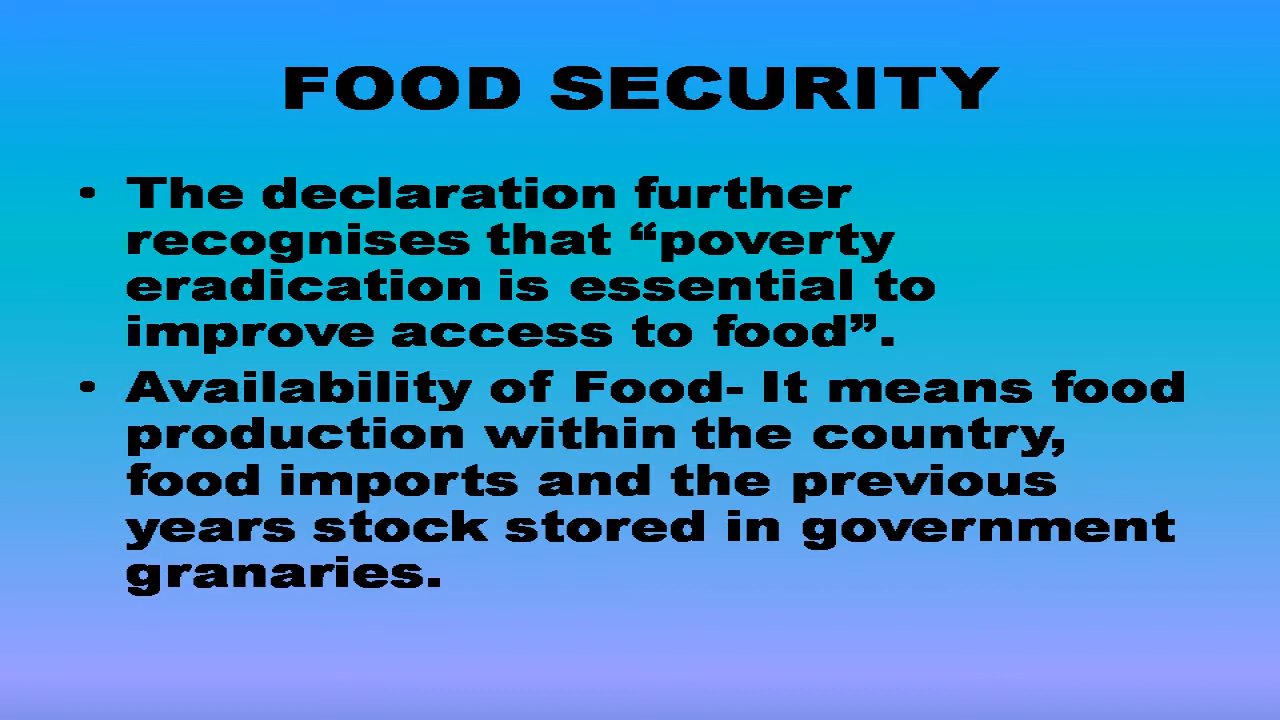 FOOD SECURITY
• The declaration further
recognises that “poverty
eradication is essential to
improve access to food”.
• Availability of Food- It means food
production within the country,
food imports and the previous
years stock stored in government
granaries.